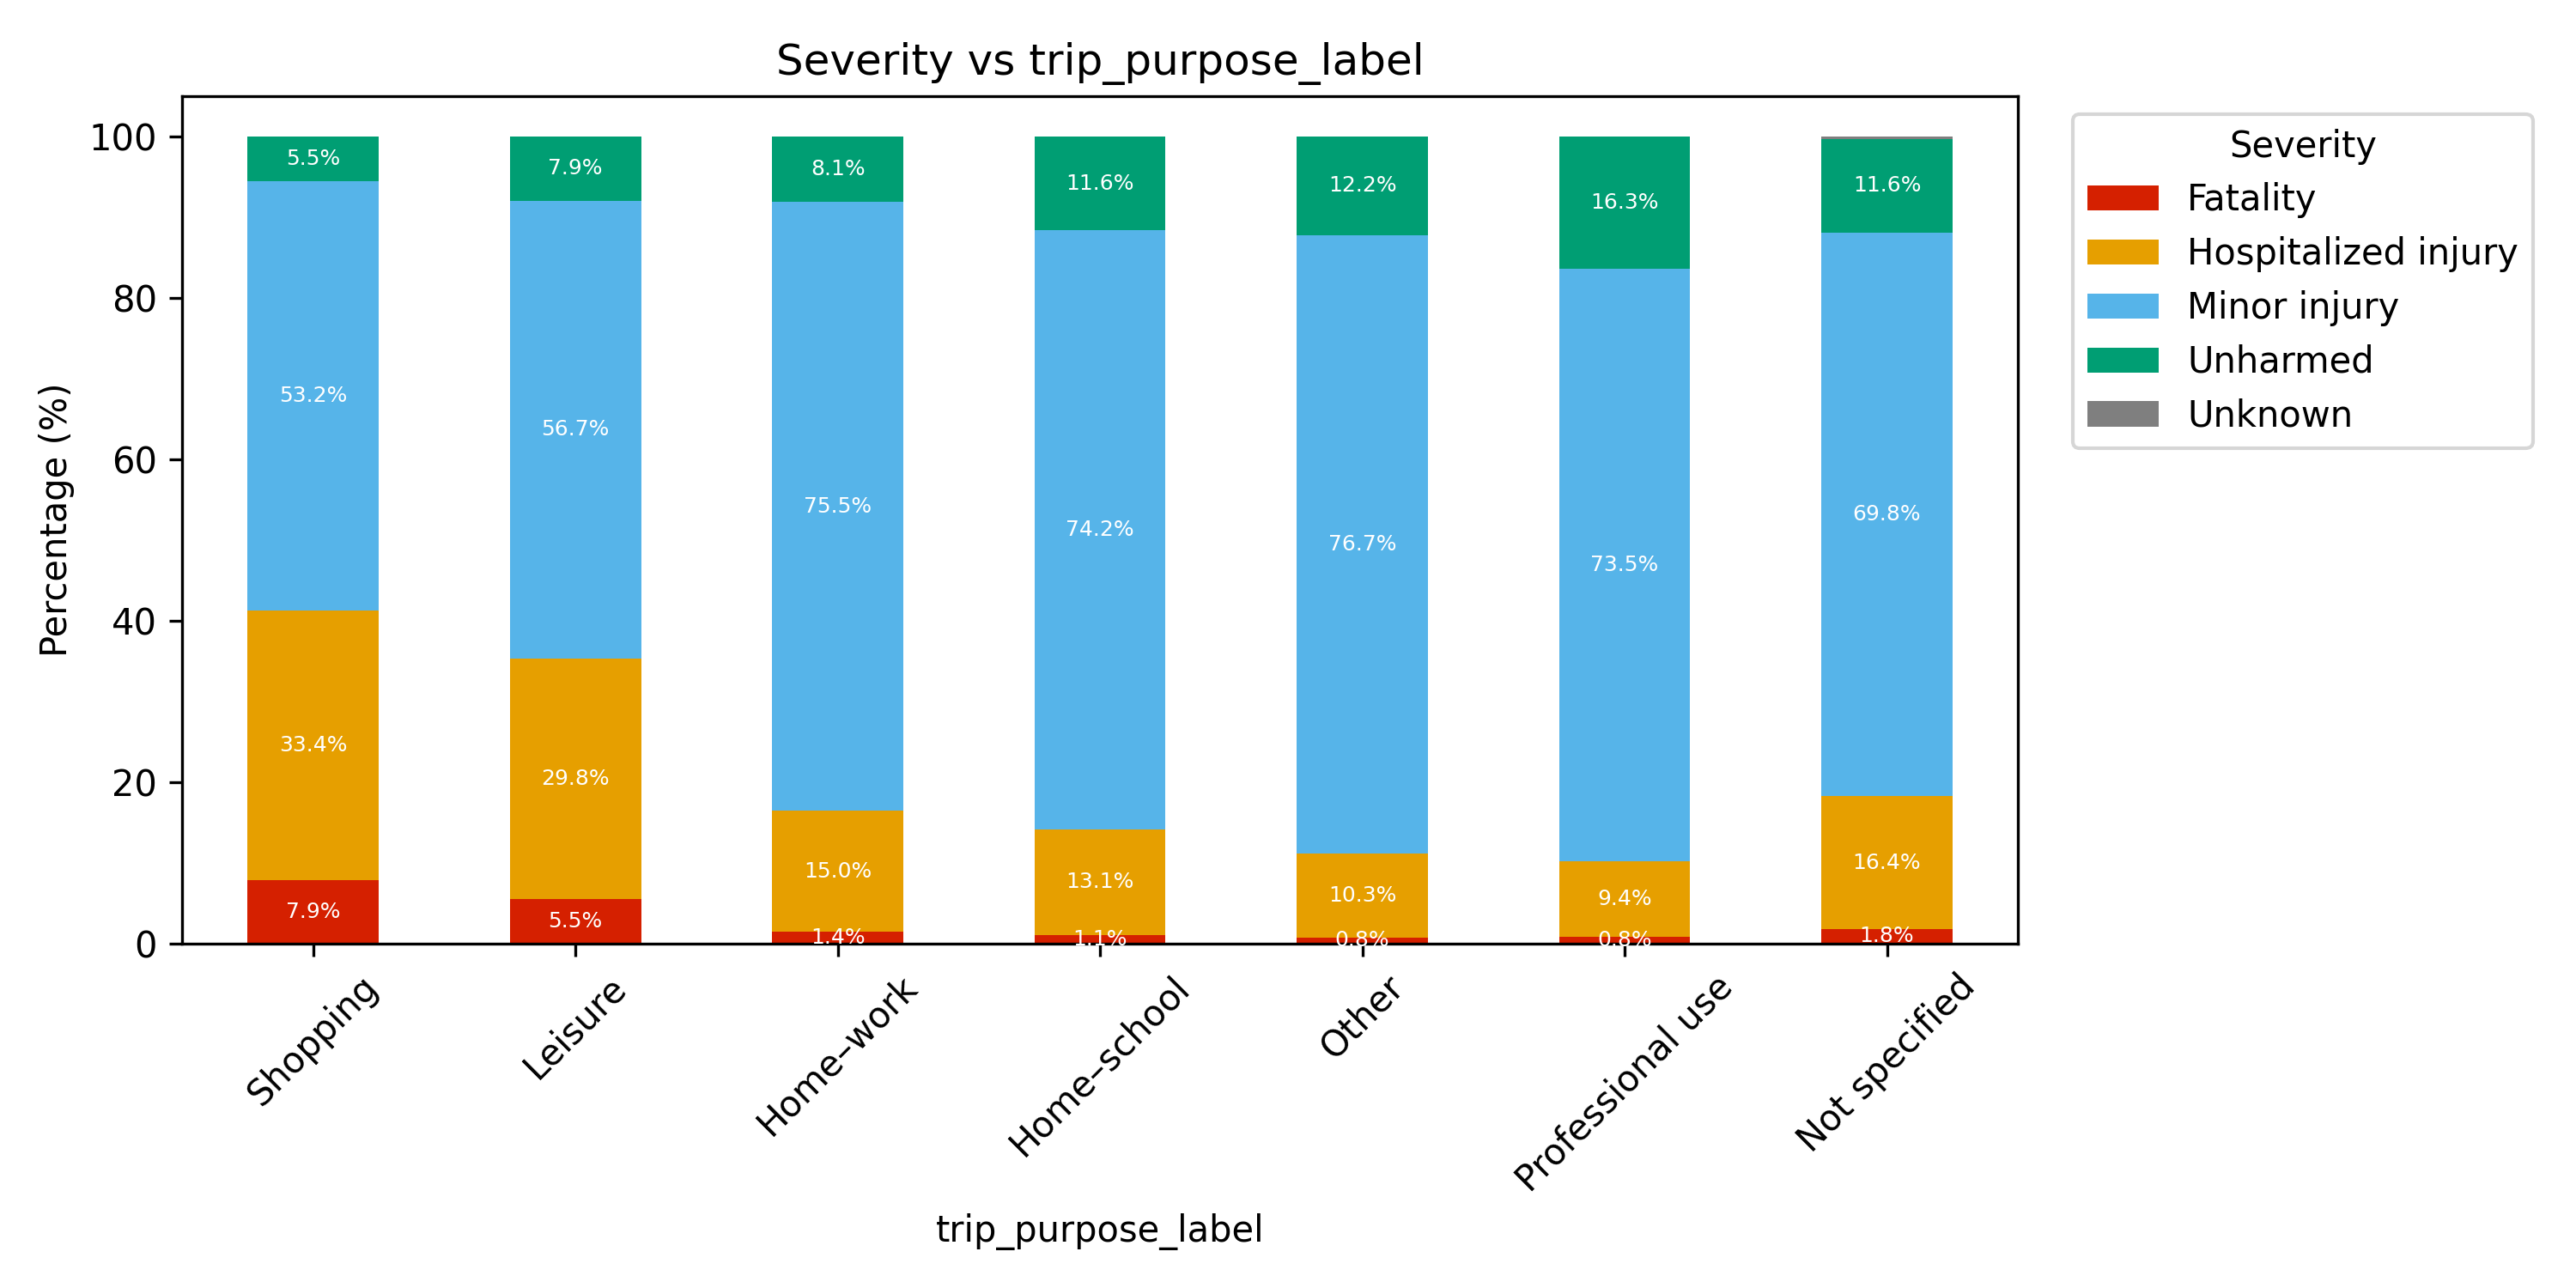 Severity vs trip_purpose_label
Percentage (%)
100
80
60
40
20
0
5.5%
7.9%
8.1%
11.6%
12.2%
16.3%
11.6%
53.2%
56.7%
75.5%
74.2%
76.7%
73.5%
69.8%
33.4%
29.8%
15.0%
13.1%
10.3%
9.4%
16.4%
7.9%
5.5%
1.4%
1.1%
0.8%
0.8%
1.8%
Shopping
Leisure
Home–work
Home–school
Other
Professional use
Not specified
trip_purpose_label
Severity
Fatality
Hospitalized injury
Minor injury
Unharmed
Unknown